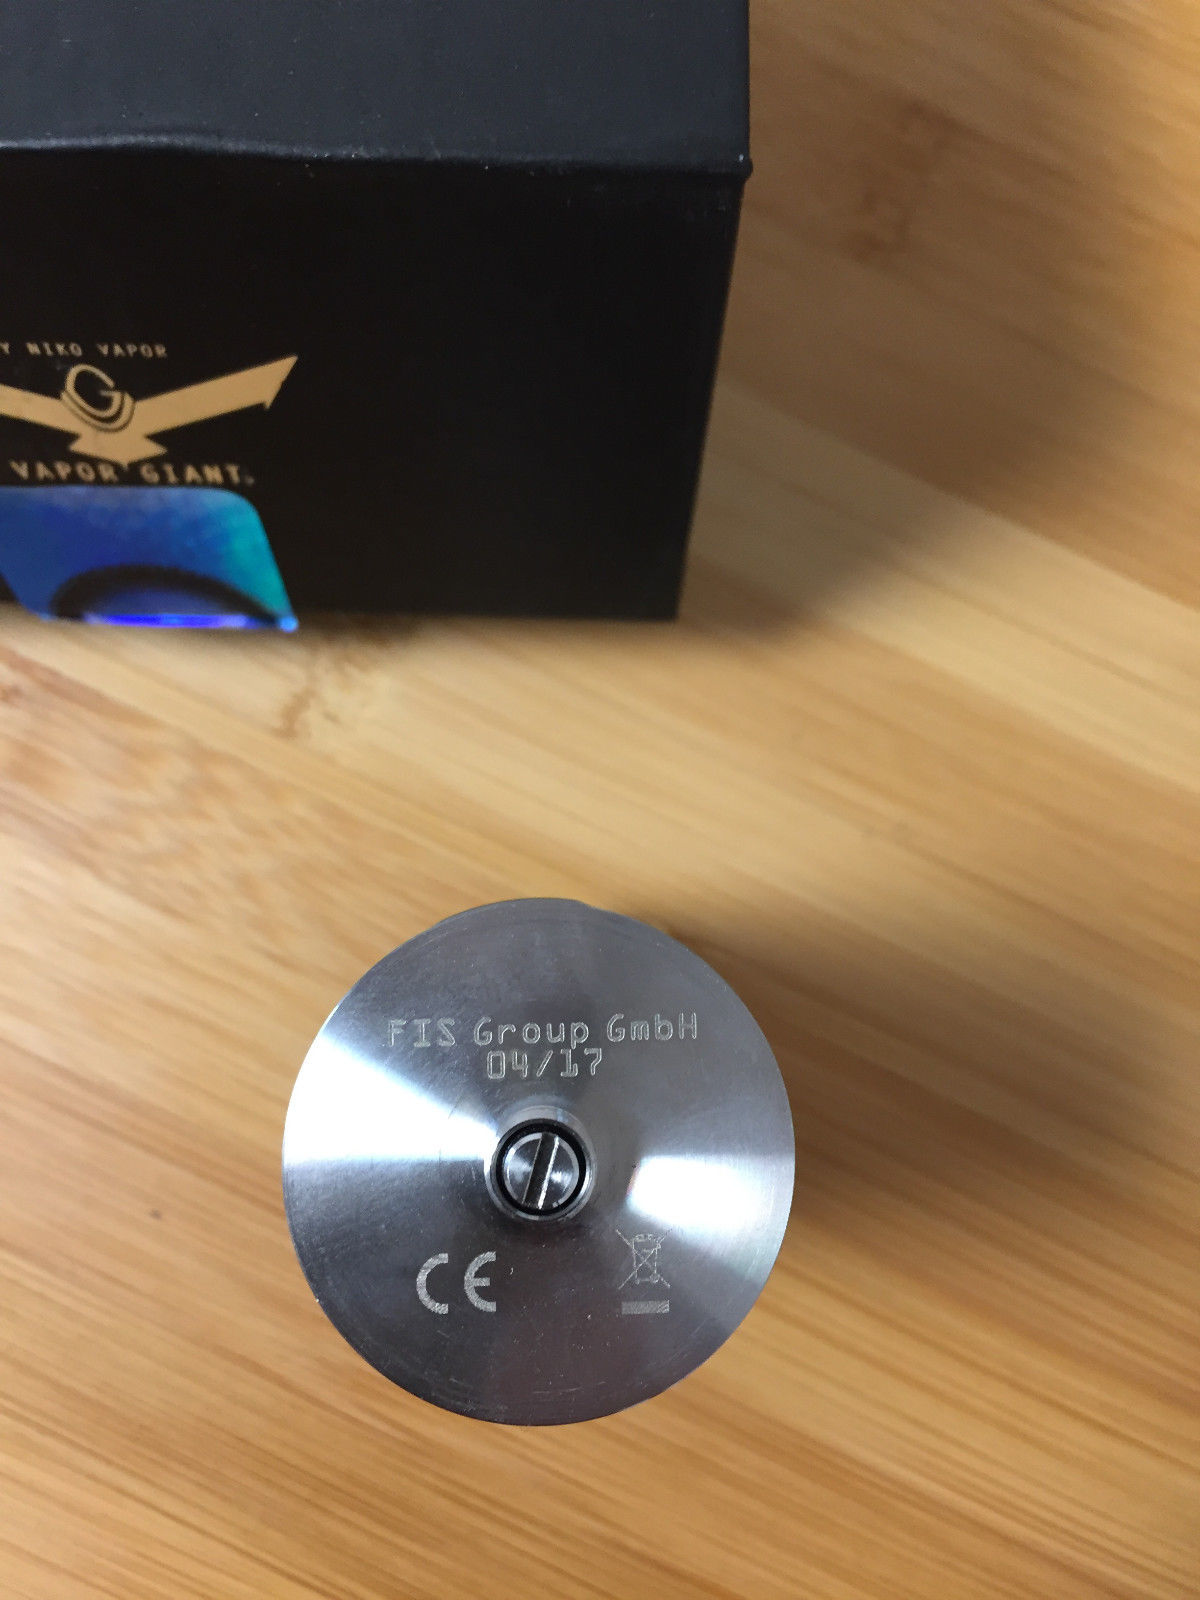 Y NIKO VAPOR
G
VAPOR GIANT
FIS Group GmbH
04/17
CE